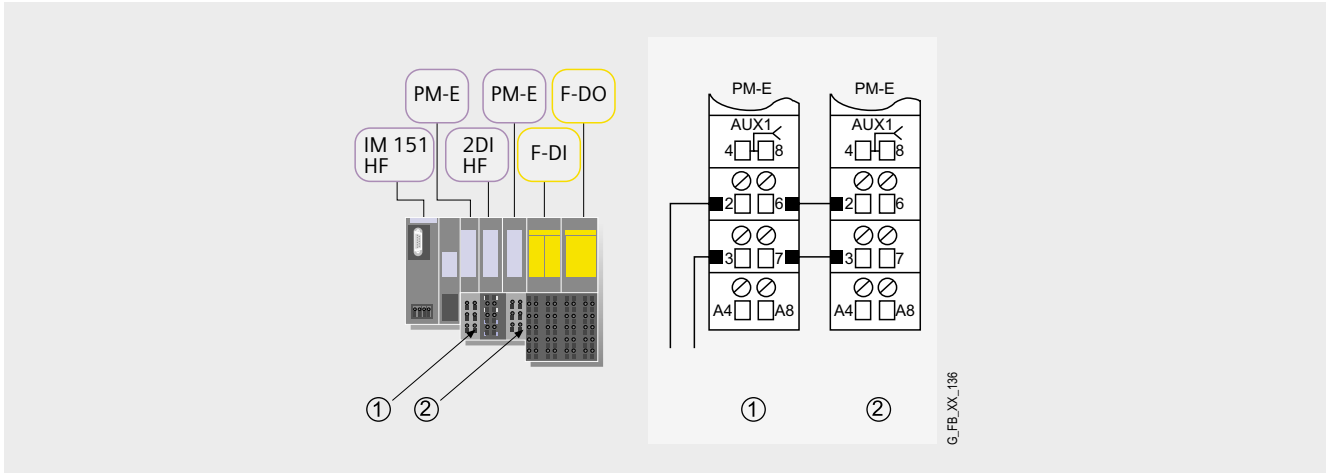 PM-E
PM-E
F-DO
IM 151
HF
2DI
HF
F-DI
①
②
PM-E
AUX1
4
8
2
6
3
7
A4
A8
①
PM-E
AUX1
4
8
2
6
3
7
A4
A8
②
G_FB_XX_136